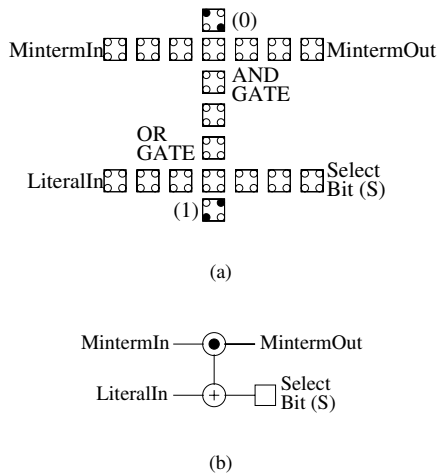 (0)
MintermIn MintermOut
AND
GATE
OR
GATE
LiteralIn Select
Bit (S)
(1)
(a)
MintermIn MintermOut
LiteralIn + Select
Bit (S)
(b)